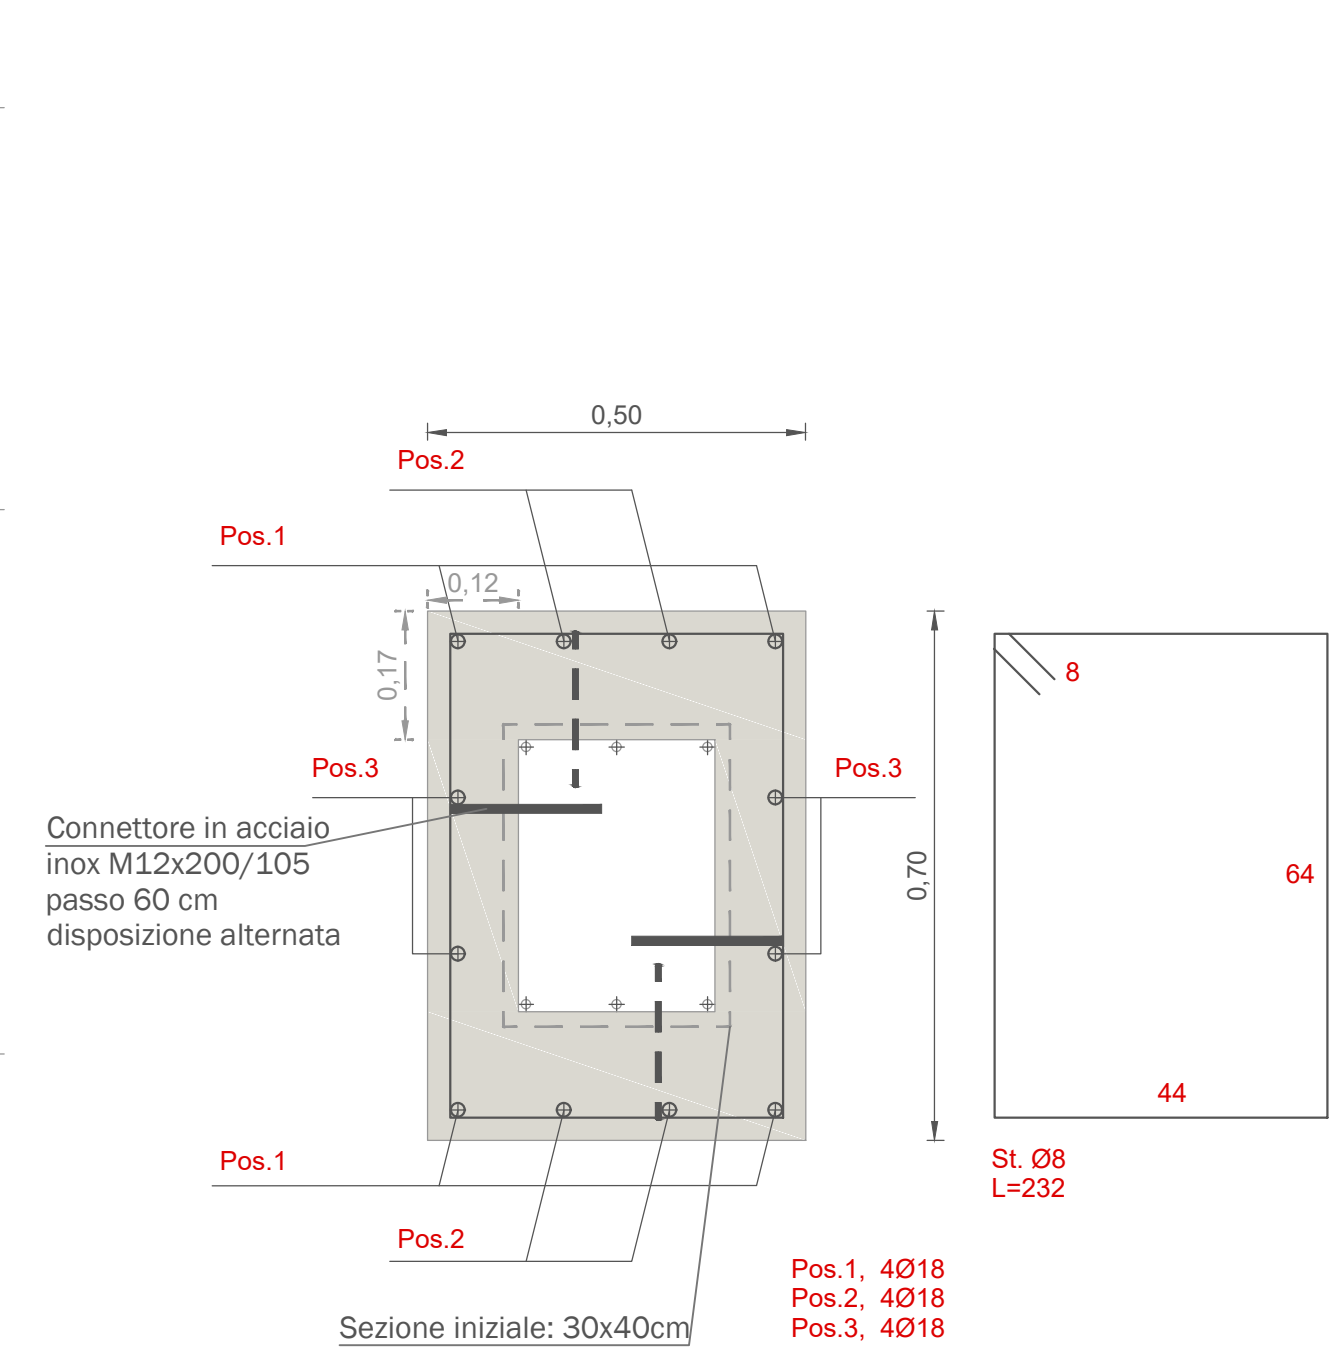 0,50
Pos.2
Pos.1
0,12
0,17
8
Pos.3
Pos.3
Connettore in acciaio
inox M12x200/105
passo 60 cm
disposizione alternata
0,70
64
44
Pos.1
St. Ø8
L=232
Pos.2
Pos.1, 4Ø18
Pos.2, 4Ø18
Pos.3, 4Ø18
Sezione iniziale: 30x40cm